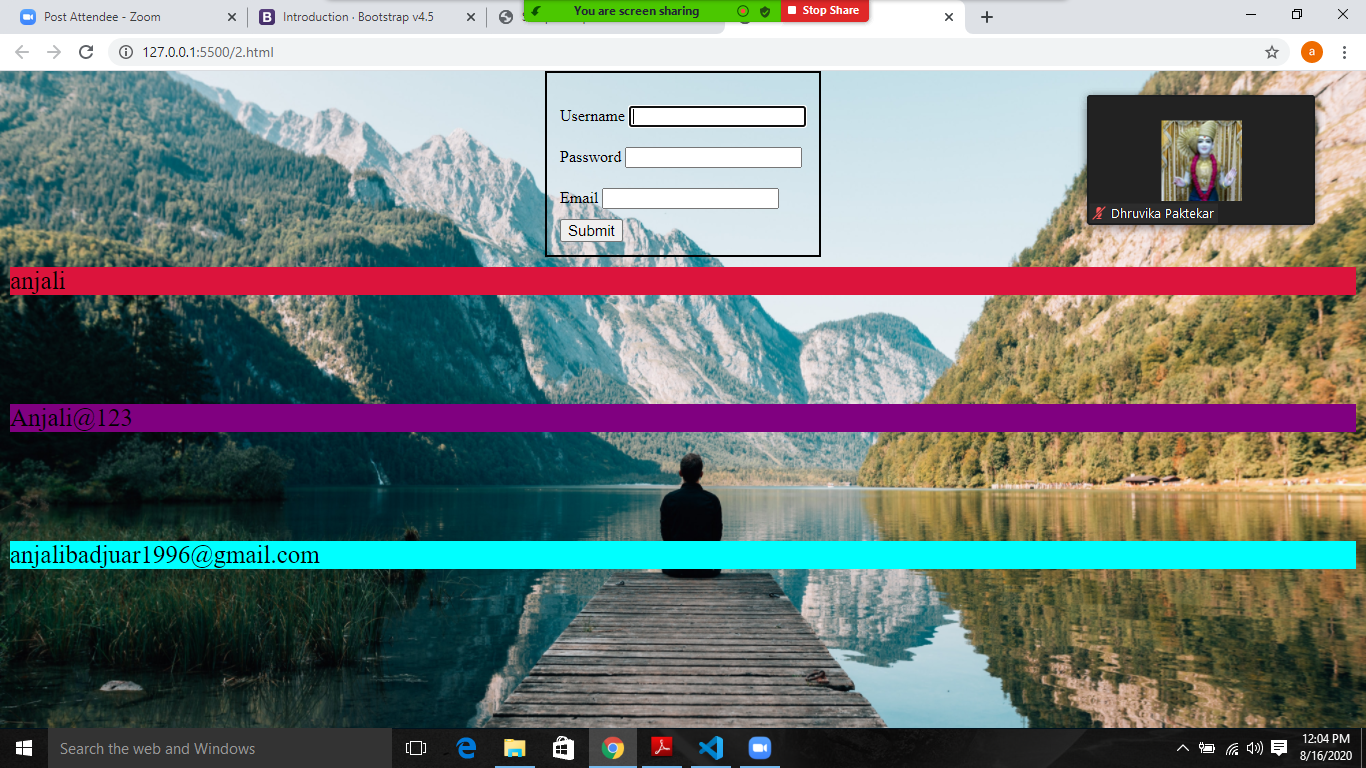 Post Attendee - Zoom
Introduction · Bootstrap v4.5
You are screen sharing
Stop Share
127.0.0.1:5500/2.html
a
Username
Password
Email
Submit
Dhruvika Paktekar
anjali
Anjali@123
anjalibadjuar1996@gmail.com
Search the web and Windows
12:04 PM
8/16/2020